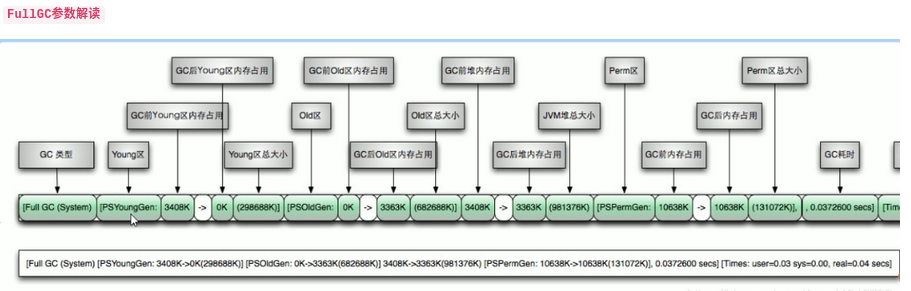 FullGC参数解读
GC后Young区内存占用 GC前Old区内存占用 GC前堆内存占用 Perm区 Perm区总大小
GC前Young区内存占用 Old区 Old区总大小 JVM堆总大小 GC后内存占用
GC 类型 Young区 Young区总大小 GC后Old区内存占用 GC后堆内存占用 GC前内存占用 GC耗时
[Full GC (System) [PSYoungGen: 3408K -> 0K (298688K)] [PSOldGen: 0K -> 3363K (682688K)] 3408K -> 3363K (981376K) [PSPermGen: 10638K -> 10638K (131072K)], , 0.0372600 secs] [Tim
[Full GC (System) [PSYoungGen: 3408K->0K(298688K)] [PSOldGen: 0K->3363K(682688K)] 3408K->3363K(981376K) [PSPermGen: 10638K->10638K(131072K)], 0.0372600 secs] [Times: user=0.03 sys=0.00, real=0.04 secs]